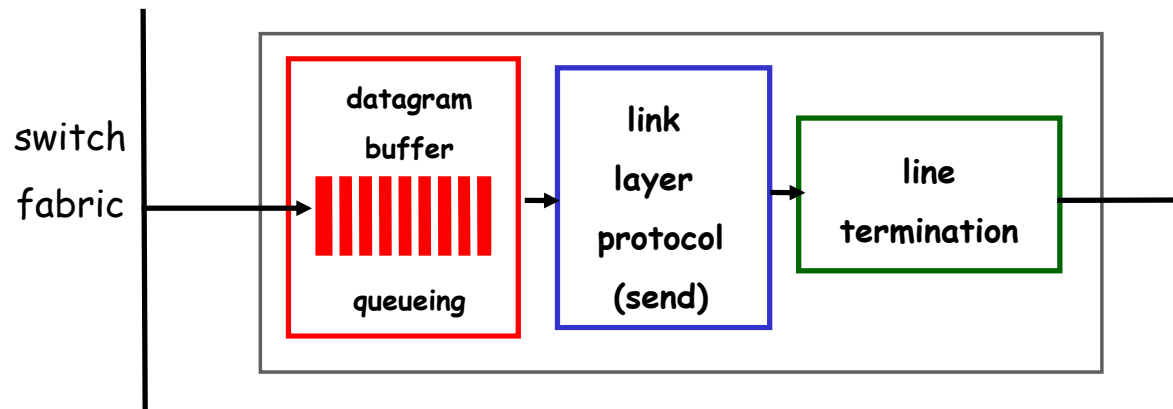 switch
fabric
datagram
buffer
queueing
link
layer
protocol
(send)
line
termination